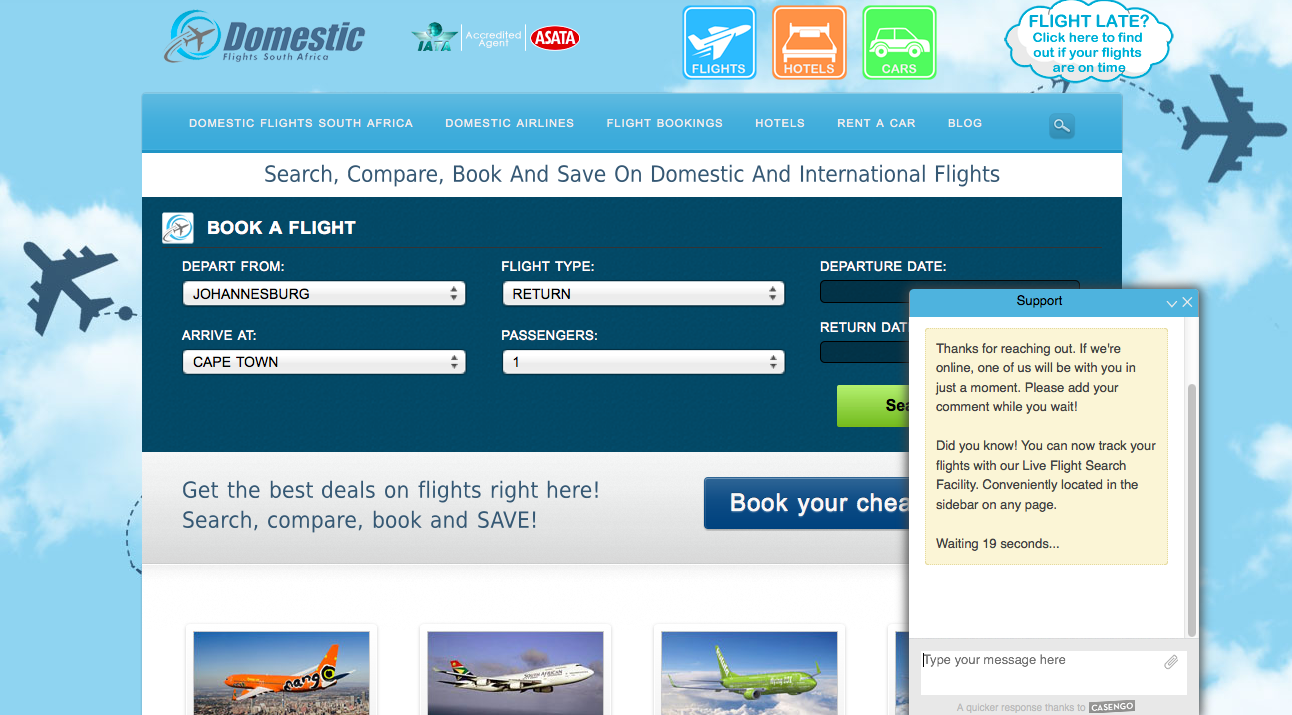 Domestic
Flights South Africa
IATA
Accredited
Agent
ASATA
FLIGHTS
HOTELS
CARS
FLIGHT LATE?
Click here to find
out if your flights
are on time
DOMESTIC FLIGHTS SOUTH AFRICA
DOMESTIC AIRLINES
FLIGHT BOOKINGS
HOTELS
RENT A CAR
BLOG
Search, Compare, Book And Save On Domestic And International Flights
BOOK A FLIGHT
DEPART FROM:
JOHANNESBURG
FLIGHT TYPE:
RETURN
DEPARTURE DATE:
ARRIVE AT:
CAPE TOWN
PASSENGERS:
1
RETURN DAT
Sea
Get the best deals on flights right here!
Search, compare, book and SAVE!
Book your chea
mango
SOUTH AFRICAN
Support
Thanks for reaching out. If we're
online, one of us will be with you in
just a moment. Please add your
comment while you wait!
Did you know! You can now track your
flights with our Live Flight Search
Facility. Conveniently located in the
sidebar on any page.
Waiting 19 seconds...
Type your message here
A quicker response thanks to CASENGO